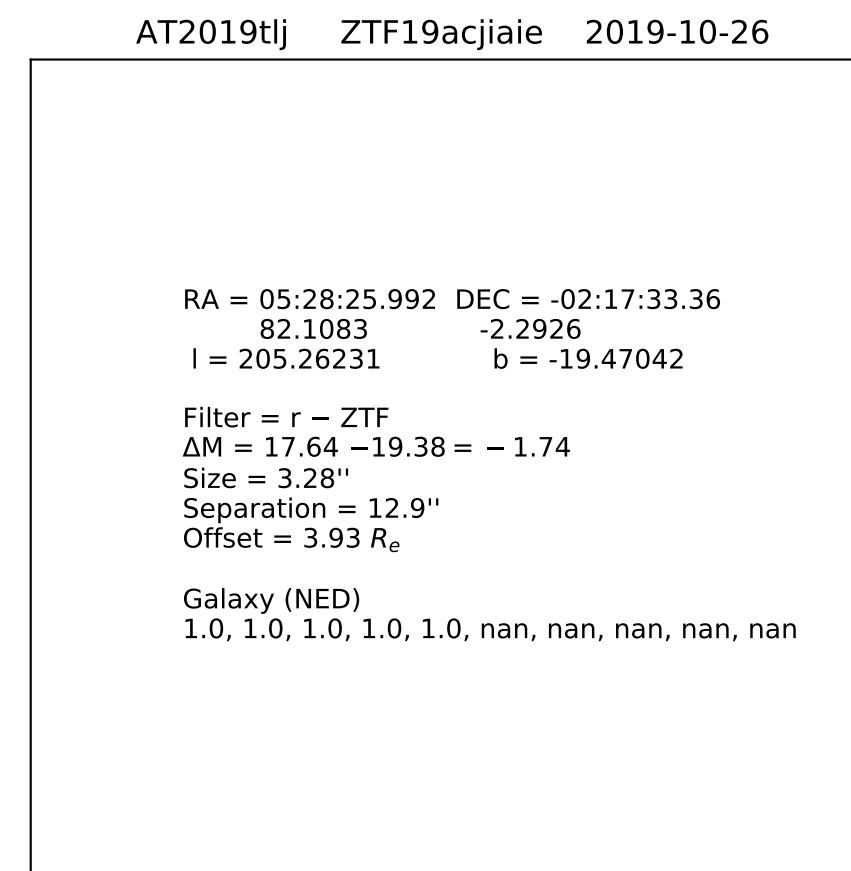 AT2019tlj ZTF19acjiaie 2019-10-26
RA = 05:28:25.992 DEC = -02:17:33.36
82.1083 -2.2926
l = 205.26231 b = -19.47042
Filter = r − ZTF
ΔM = 17.64 −19.38 = − 1.74
Size = 3.28''
Separation = 12.9''
Offset = 3.93 Rₑ
Galaxy (NED)
1.0, 1.0, 1.0, 1.0, 1.0, nan, nan, nan, nan, nan